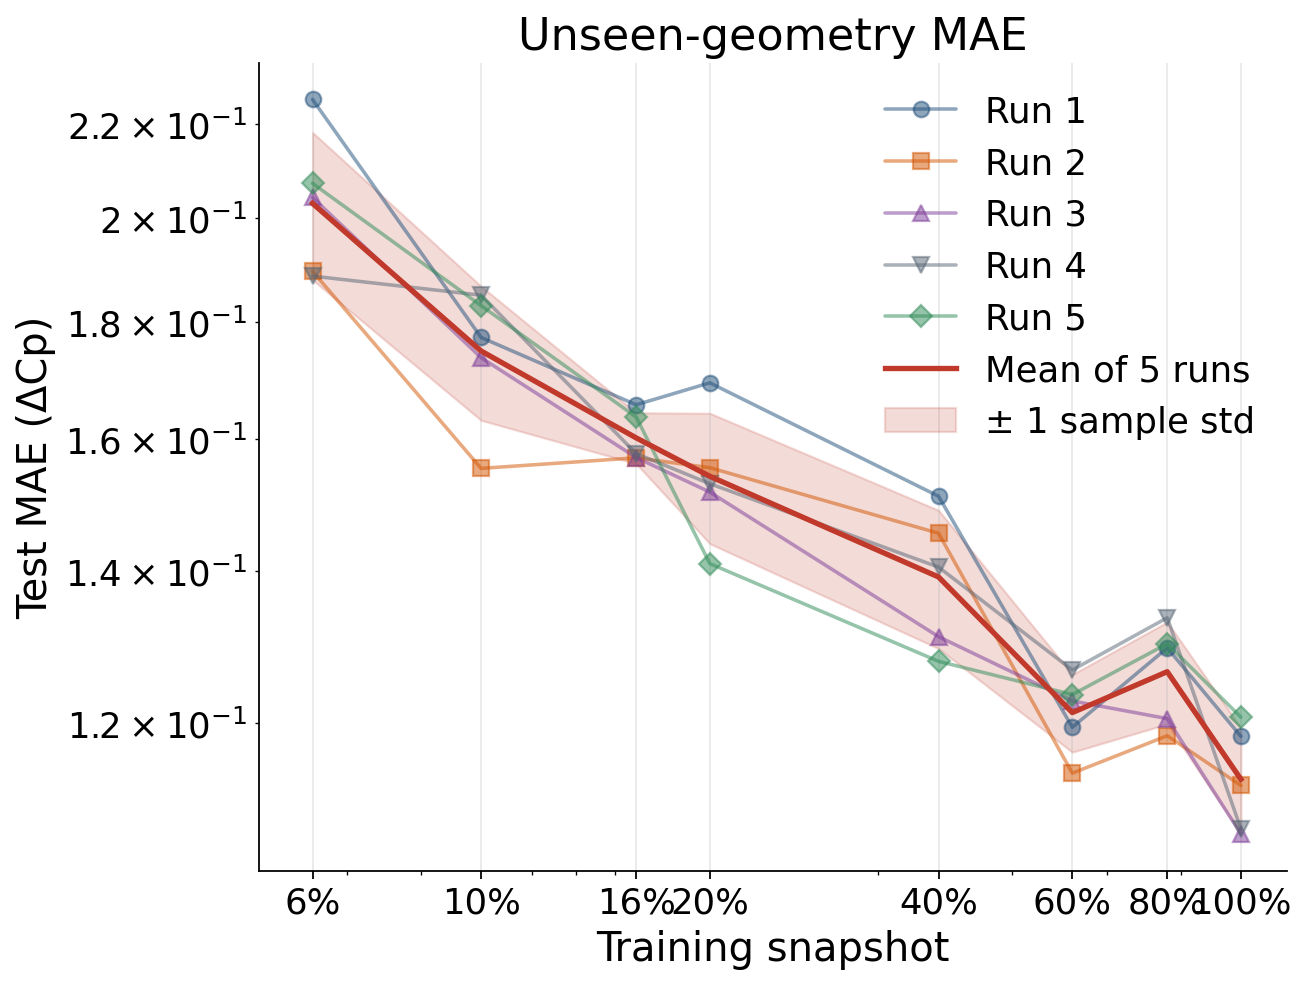 Unseen-geometry MAE
2.2 × 10⁻¹
2 × 10⁻¹
1.8 × 10⁻¹
1.6 × 10⁻¹
1.4 × 10⁻¹
1.2 × 10⁻¹
Test MAE (ΔCp)
Run 1
Run 2
Run 3
Run 4
Run 5
Mean of 5 runs
± 1 sample std
6% 10% 16% 20% 40% 60% 80% 100%
Training snapshot